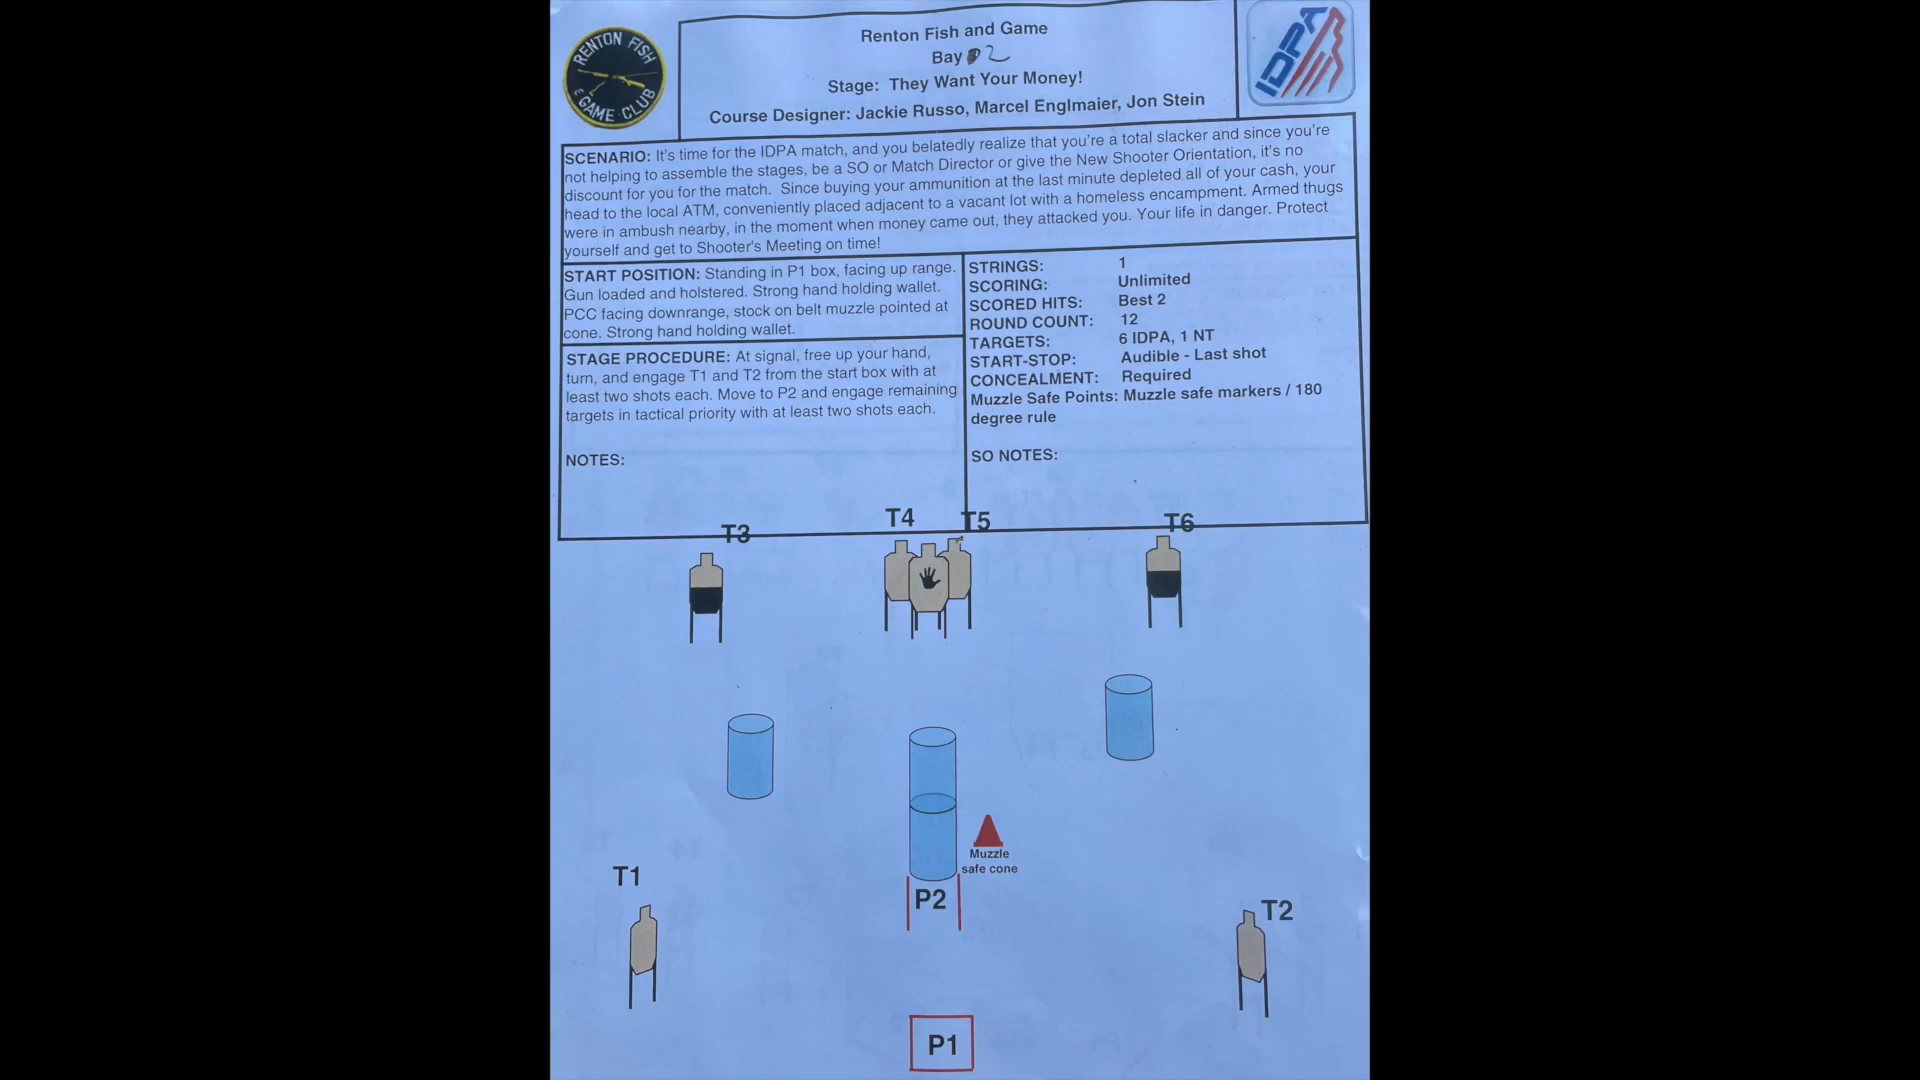 RENTON FISH
& GAME CLUB
Renton Fish and Game
Bay 2
Stage: They Want Your Money!
Course Designer: Jackie Russo, Marcel Englmaier, Jon Stein
IDPA
SCENARIO: It's time for the IDPA match, and you belatedly realize that you're a total slacker and since you're
not helping to assemble the stages, be a SO or Match Director or give the New Shooter Orientation, it's no
discount for you for the match. Since buying your ammunition at the last minute depleted all of your cash, your
head to the local ATM, conveniently placed adjacent to a vacant lot with a homeless encampment. Armed thugs
were in ambush nearby, in the moment when money came out, they attacked you. Your life in danger. Protect
yourself and get to Shooter's Meeting on time!
START POSITION: Standing in P1 box, facing up range.
Gun loaded and holstered. Strong hand holding wallet.
PCC facing downrange, stock on belt muzzle pointed at
cone. Strong hand holding wallet.
STAGE PROCEDURE: At signal, free up your hand,
turn, and engage T1 and T2 from the start box with at
least two shots each. Move to P2 and engage remaining
targets in tactical priority with at least two shots each.
NOTES:
STRINGS: 1
SCORING: Unlimited
SCORED HITS: Best 2
ROUND COUNT: 12
TARGETS: 6 IDPA, 1 NT
START-STOP: Audible - Last shot
CONCEALMENT: Required
Muzzle Safe Points: Muzzle safe markers / 180
degree rule
SO NOTES:
T3
T4
T5
T6
Muzzle
safe cone
T1
P2
T2
P1